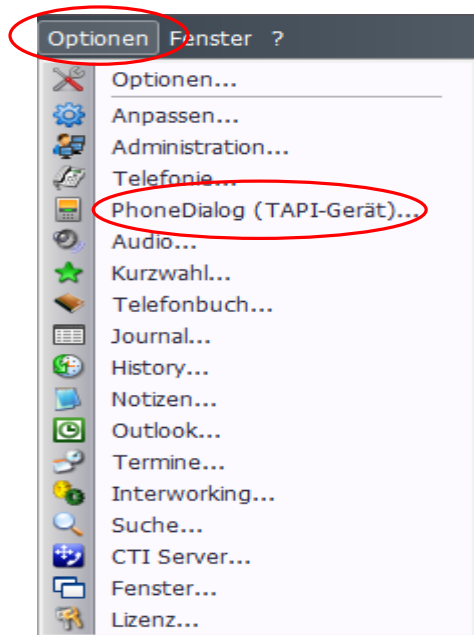 Optionen Fenster ?
Optionen...
Anpassen...
Administration...
Telefonie...
PhoneDialog (TAPI-Gerät)...
Audio...
Kurzwahl...
Telefonbuch...
Journal...
History...
Notizen...
Outlook...
Termine...
Interworking...
Suche...
CTI Server...
Fenster...
Lizenz...